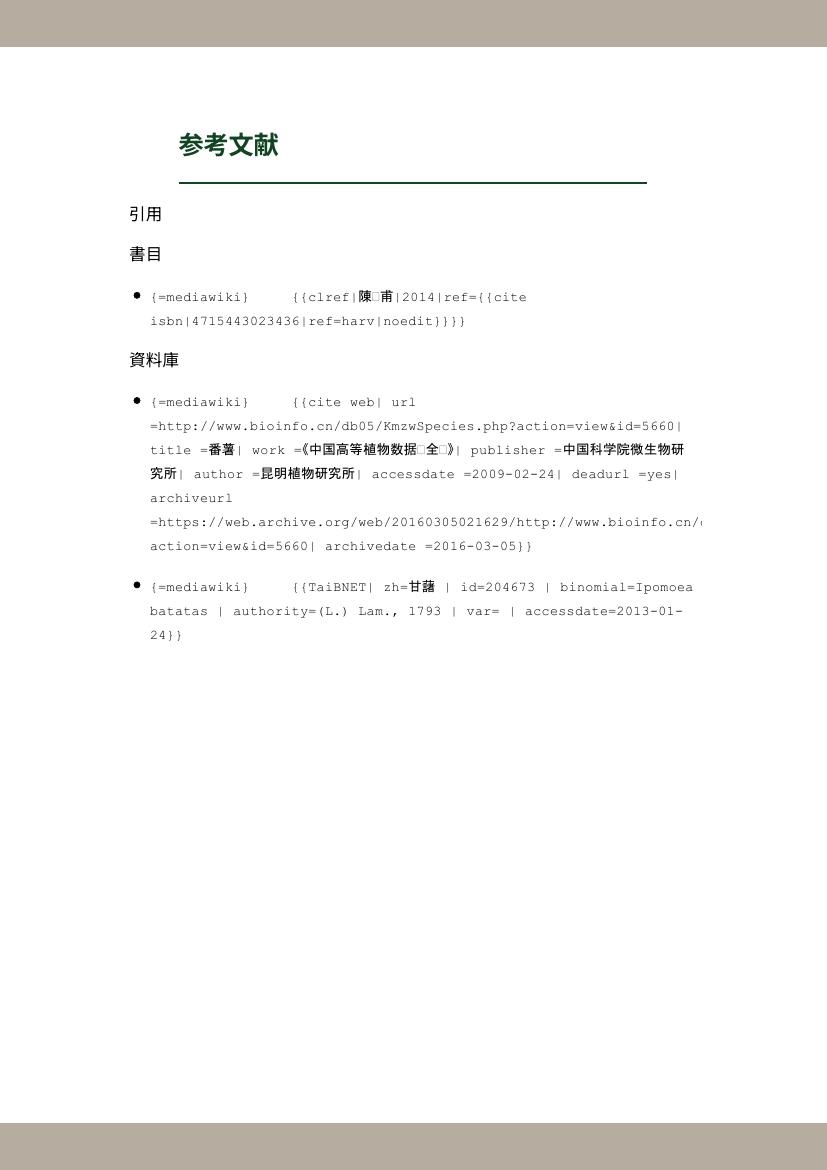 参考文献
引用
書目
{=mediawiki} {{clref|陳□甫|2014|ref={{cite
isbn|4715443023436|ref=harv|noedit}}}}
資料庫
{=mediawiki} {{cite web| url
=http://www.bioinfo.cn/db05/KmzwSpecies.php?action=view&id=5660|
title =番薯| work =《中国高等植物数据□全□》| publisher =中国科学院微生物研
究所| author =昆明植物研究所| accessdate =2009-02-24| deadurl =yes|
archiveurl
=https://web.archive.org/web/20160305021629/http://www.bioinfo.cn/
action=view&id=5660| archivedate =2016-03-05}}
{=mediawiki} {{TaiBNET| zh=甘藷 | id=204673 | binomial=Ipomoea
batatas | authority=(L.) Lam., 1793 | var= | accessdate=2013-01-
24}}